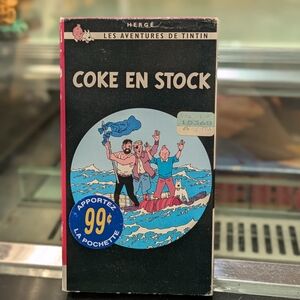 HERGÉ
LES AVENTURES DE TINTIN
COKE EN STOCK
APPORTEZ
99¢
LA POCHETTE